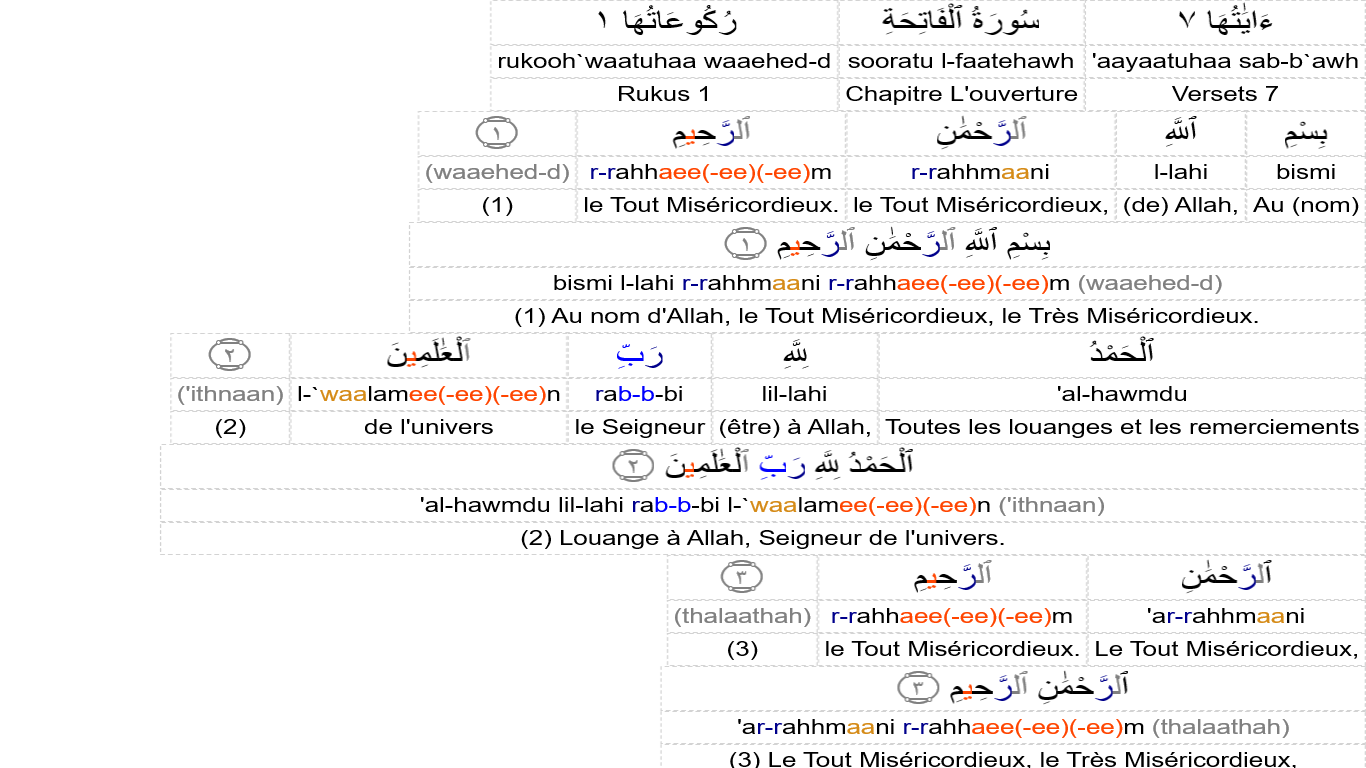 ءَايَٰتُهَا ٧ سُورَةُ ٱلْفَاتِحَةِ رُكُوعَاتُهَا ١
'aayaatuhaa sab-b`awh sooratu l-faatehawh rukooh`waatuhaa waaehed-d
Versets 7 Chapitre L'ouverture Rukus 1
بِسْمِ ٱللَّهِ ٱلرَّحْمَٰنِ ٱلرَّحِيمِ ١
bismi l-lahi r-rahhmaani r-rahhaee(-ee)(-ee)m (waaehed-d)
Au (nom) (de) Allah, le Tout Miséricordieux, le Tout Miséricordieux. (1)
بِسْمِ ٱللَّهِ ٱلرَّحْمَٰنِ ٱلرَّحِيمِ ١
bismi l-lahi r-rahhmaani r-rahhaee(-ee)(-ee)m (waaehed-d)
(1) Au nom d'Allah, le Tout Miséricordieux, le Très Miséricordieux.
ٱلْحَمْدُ لِلَّهِ رَبِّ ٱلْعَٰلَمِينَ ٢
'al-hawmdu lil-lahi rab-b-bi l-`waalamee(-ee)(-ee)n ('ithnaan)
Toutes les louanges et les remerciements (être) à Allah, le Seigneur de l'univers (2)
ٱلْحَمْدُ لِلَّهِ رَبِّ ٱلْعَٰلَمِينَ ٢
'al-hawmdu lil-lahi rab-b-bi l-`waalamee(-ee)(-ee)n ('ithnaan)
(2) Louange à Allah, Seigneur de l'univers.
ٱلرَّحْمَٰنِ ٱلرَّحِيمِ ٣
'ar-rahhmaani r-rahhaee(-ee)(-ee)m (thalaathah)
Le Tout Miséricordieux, le Tout Miséricordieux. (3)
ٱلرَّحْمَٰنِ ٱلرَّحِيمِ ٣
'ar-rahhmaani r-rahhaee(-ee)(-ee)m (thalaathah)
(3) Le Tout Miséricordieux, le Très Miséricordieux,